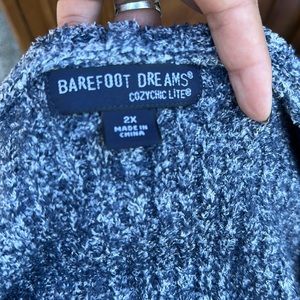 BAREFOOT DREAMS®
COZYCHIC LITE®
2X
MADE IN
CHINA